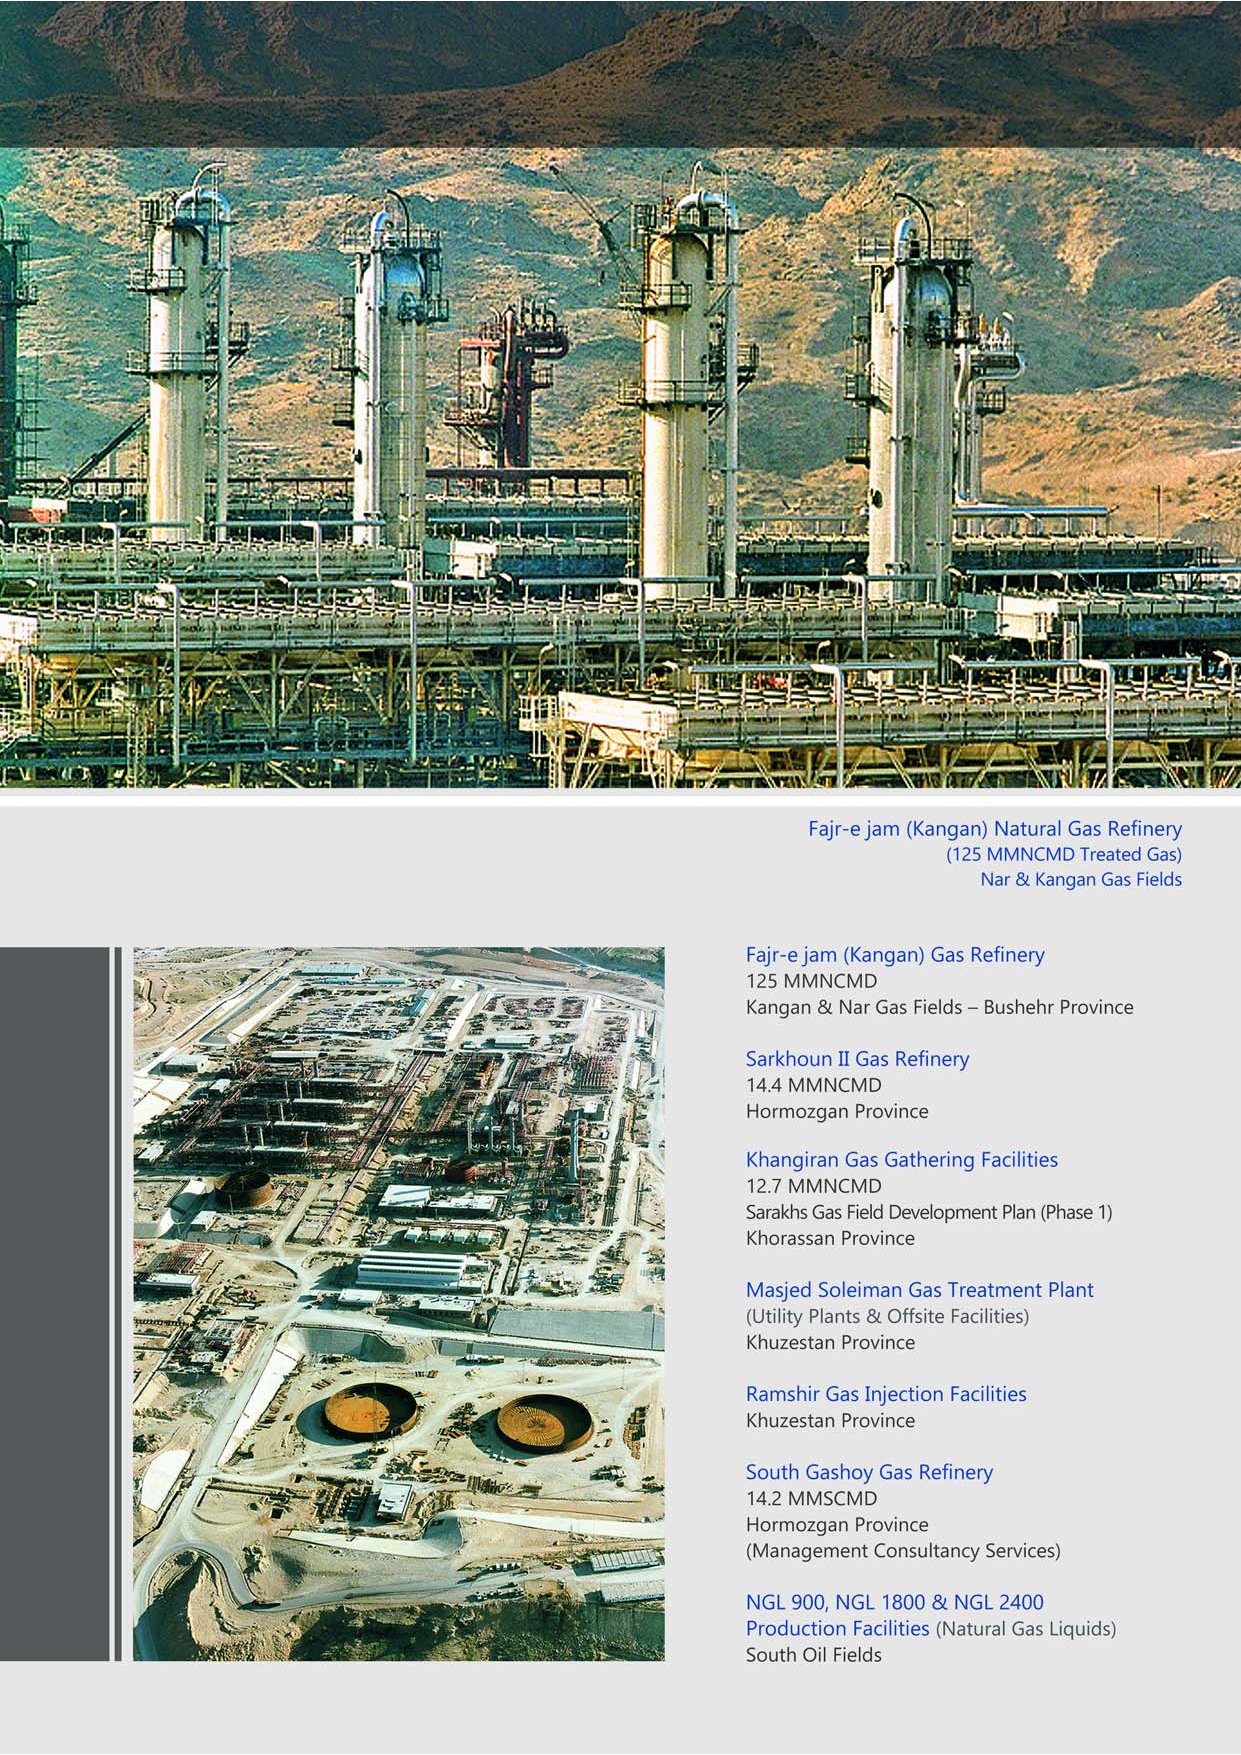 Fajr-e jam (Kangan) Natural Gas Refinery
(125 MMNCMD Treated Gas)
Nar & Kangan Gas Fields
Fajr-e jam (Kangan) Gas Refinery
125 MMNCMD
Kangan & Nar Gas Fields – Bushehr Province
Sarkhoun II Gas Refinery
14.4 MMNCMD
Hormozgan Province
Khangiran Gas Gathering Facilities
12.7 MMNCMD
Sarakhs Gas Field Development Plan (Phase 1)
Khorassan Province
Masjed Soleiman Gas Treatment Plant
(Utility Plants & Offsite Facilities)
Khuzestan Province
Ramshir Gas Injection Facilities
Khuzestan Province
South Gashoy Gas Refinery
14.2 MMSCMD
Hormozgan Province
(Management Consultancy Services)
NGL 900, NGL 1800 & NGL 2400
Production Facilities (Natural Gas Liquids)
South Oil Fields